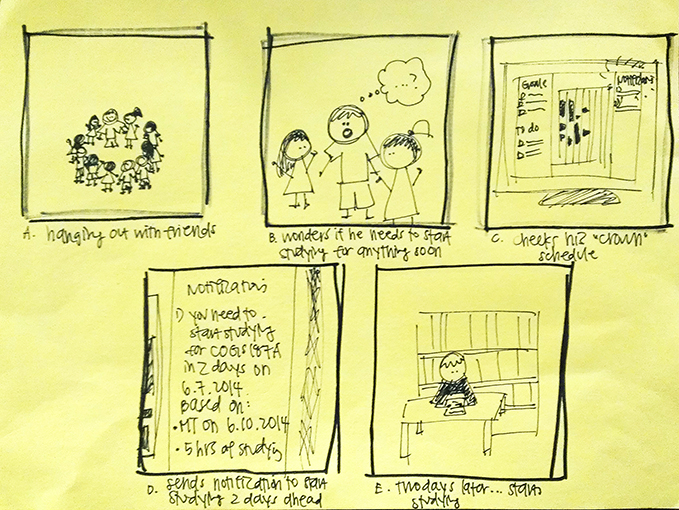 A. hanging out with friends
B. wonders if he needs to start
studying for anything soon
Goals
To do
Notifications
C. checks his "crown"
schedule
Notifications
1) you need to
start studying
for COGS 187A
in 2 days on
6.7.2014
Based on:
• MT on 6.10.2014
• 5 hrs of studying
D. sends notification to start
studying 2 days ahead
E. two days later... starts
studying